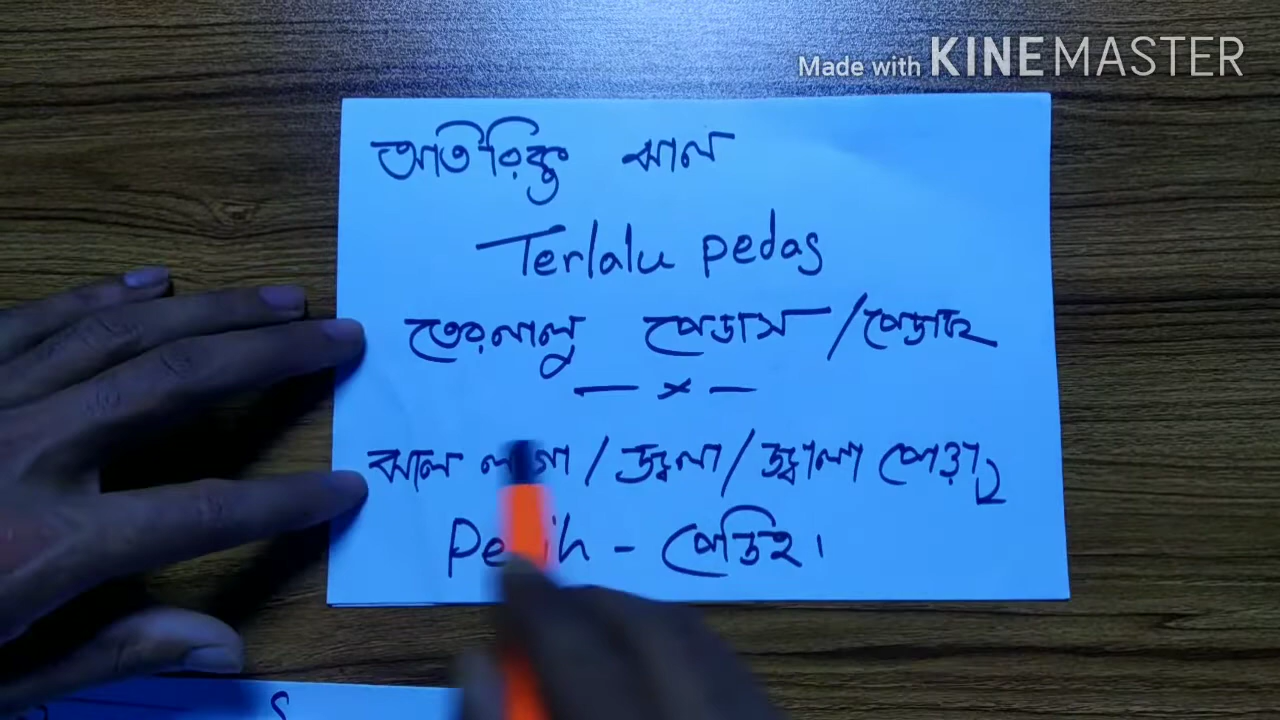 Made with KINEMASTER
অতিরিক্ত ঝাল
Terlalu pedas
তেরলালু পেডাস / পেডাছ
— x —
ঝাল / জ্বলা / জ্বালা পোড়া
- পেডিহ।